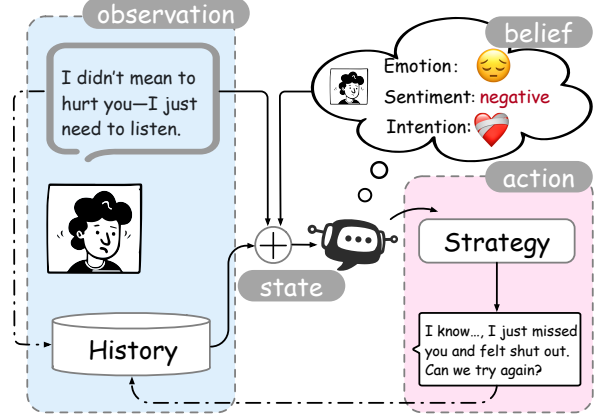 observation
I didn't mean to
hurt you—I just
need to listen.
History
state
belief
Emotion:
Sentiment: negative
Intention:
action
Strategy
I know…, I just missed
you and felt shut out.
Can we try again?